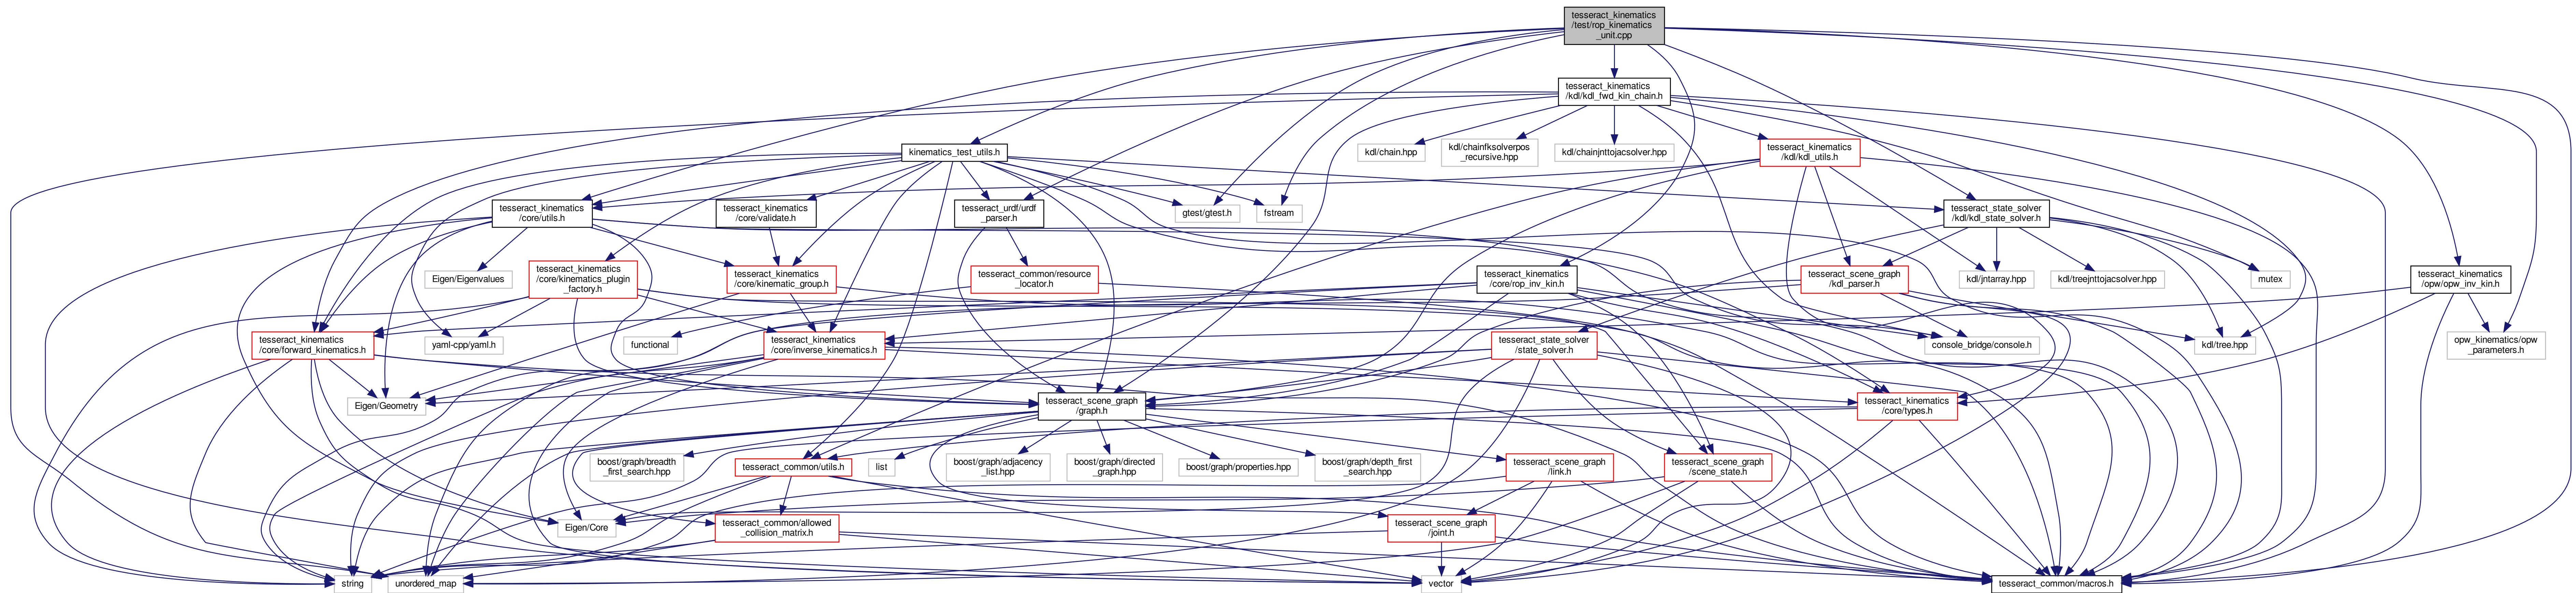 tesseract_kinematics
/test/rop_kinematics
_unit.cpp
tesseract_kinematics
/kdl/kdl_fwd_kin_chain.h
kinematics_test_utils.h
kdl/chain.hpp
kdl/chainfksolverpos
_recursive.hpp
kdl/chainjnttojacsolver.hpp
tesseract_kinematics
/kdl/kdl_utils.h
tesseract_kinematics
/core/utils.h
tesseract_kinematics
/core/validate.h
tesseract_urdf/urdf
_parser.h
gtest/gtest.h
fstream
tesseract_state_solver
/kdl/kdl_state_solver.h
Eigen/Eigenvalues
tesseract_kinematics
/core/kinematics_plugin
_factory.h
tesseract_kinematics
/core/kinematic_group.h
tesseract_common/resource
_locator.h
tesseract_kinematics
/core/rop_inv_kin.h
tesseract_scene_graph
/kdl_parser.h
kdl/jntarray.hpp
kdl/treejnttojacsolver.hpp
mutex
tesseract_kinematics
/opw/opw_inv_kin.h
tesseract_kinematics
/core/forward_kinematics.h
yaml-cpp/yaml.h
functional
tesseract_kinematics
/core/inverse_kinematics.h
tesseract_state_solver
/state_solver.h
console_bridge/console.h
kdl/tree.hpp
opw_kinematics/opw
_parameters.h
Eigen/Geometry
tesseract_scene_graph
/graph.h
tesseract_kinematics
/core/types.h
boost/graph/breadth
_first_search.hpp
tesseract_common/utils.h
list
boost/graph/adjacency
_list.hpp
boost/graph/directed
_graph.hpp
boost/graph/properties.hpp
boost/graph/depth_first
_search.hpp
tesseract_scene_graph
/link.h
tesseract_scene_graph
/scene_state.h
Eigen/Core
tesseract_common/allowed
_collision_matrix.h
tesseract_scene_graph
/joint.h
string
unordered_map
vector
tesseract_common/macros.h